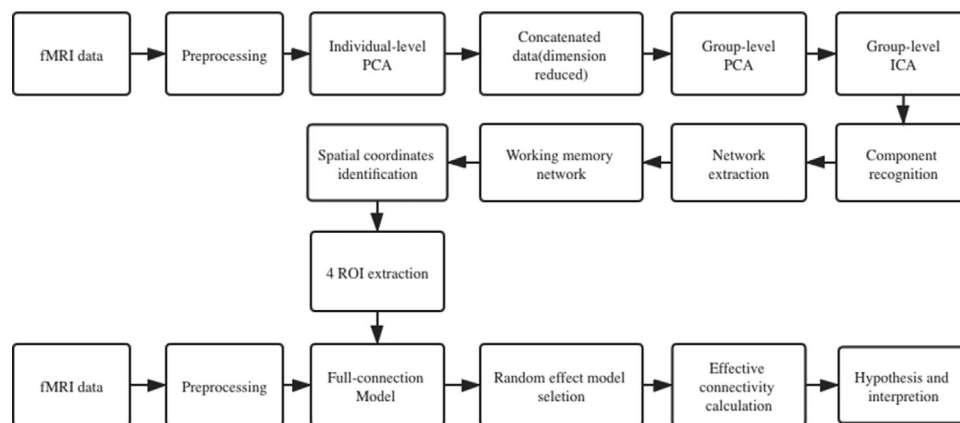 fMRI data
Preprocessing
Individual-level
PCA
Concatenated
data(dimension
reduced)
Group-level
PCA
Group-level
ICA
Spatial coordinates
identification
Working memory
network
Network
extraction
Component
recognition
4 ROI extraction
fMRI data
Preprocessing
Full-connection
Model
Random effect model
seletion
Effective
connectivity
calculation
Hypothesis and
interpretion